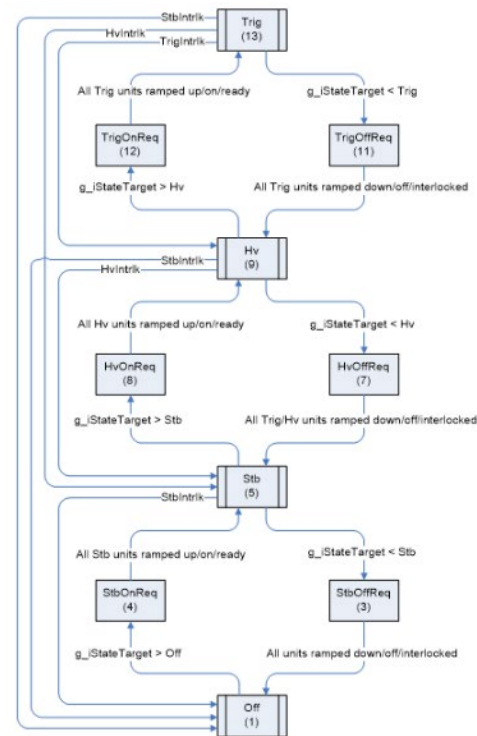 StbIntrlk
HvIntrlk
TrigIntrlk
Trig
(13)
All Trig units ramped up/on/ready
g_iStateTarget < Trig
TrigOnReq
(12)
TrigOffReq
(11)
g_iStateTarget > Hv
All Trig units ramped down/off/interlocked
StbIntrlk
HvIntrlk
Hv
(9)
All Hv units ramped up/on/ready
g_iStateTarget < Hv
HvOnReq
(8)
HvOffReq
(7)
g_iStateTarget > Stb
All Trig/Hv units ramped down/off/interlocked
StbIntrlk
Stb
(5)
All Stb units ramped up/on/ready
g_iStateTarget < Stb
StbOnReq
(4)
StbOffReq
(3)
g_iStateTarget > Off
All units ramped down/off/interlocked
Off
(1)